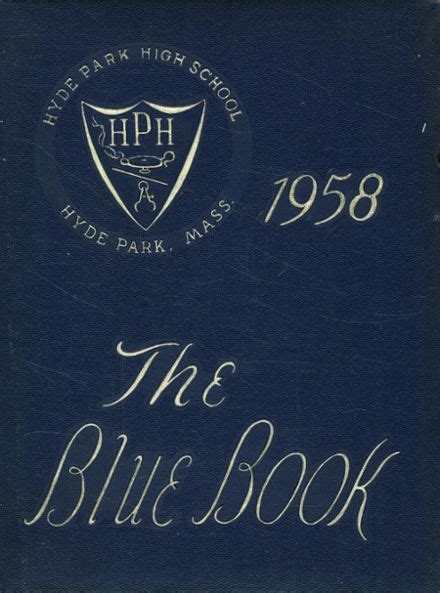 HYDE PARK HIGH SCHOOL
HPH
HYDE PARK, MASS.
1958
The
BLUE BOOK